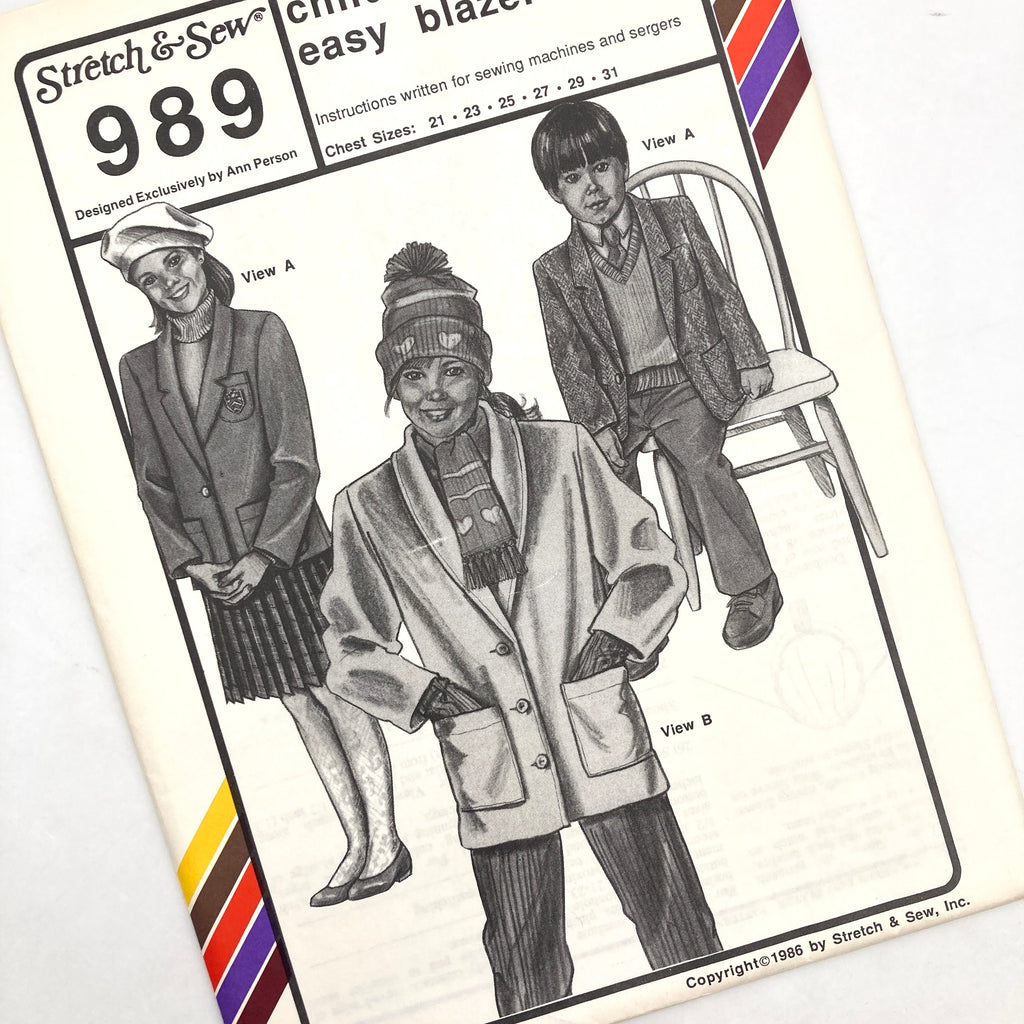 Stretch & Sew®
989
Designed Exclusively by Ann Person
easy
Instructions written for sewing machines and sergers
Chest Sizes: 21 • 23 • 25 • 27 • 29 • 31
View A
View A
View B
Copyright©1986 by Stretch & Sew, Inc.